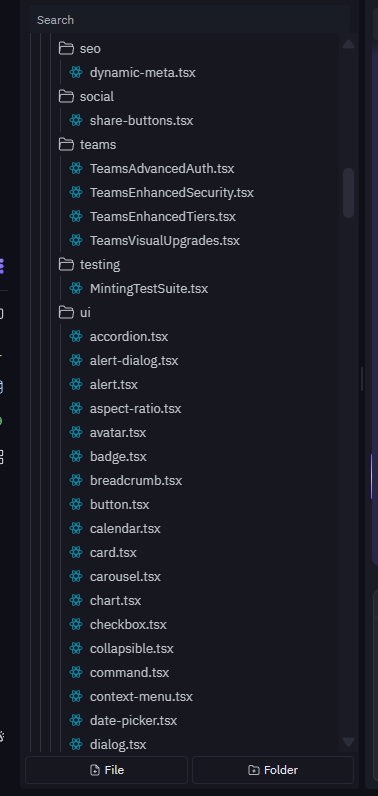 Search
seo
dynamic-meta.tsx
social
share-buttons.tsx
teams
TeamsAdvancedAuth.tsx
TeamsEnhancedSecurity.tsx
TeamsEnhancedTiers.tsx
TeamsVisualUpgrades.tsx
testing
MintingTestSuite.tsx
ui
accordion.tsx
alert-dialog.tsx
alert.tsx
aspect-ratio.tsx
avatar.tsx
badge.tsx
breadcrumb.tsx
button.tsx
calendar.tsx
card.tsx
carousel.tsx
chart.tsx
checkbox.tsx
collapsible.tsx
command.tsx
context-menu.tsx
date-picker.tsx
dialog.tsx
File Folder